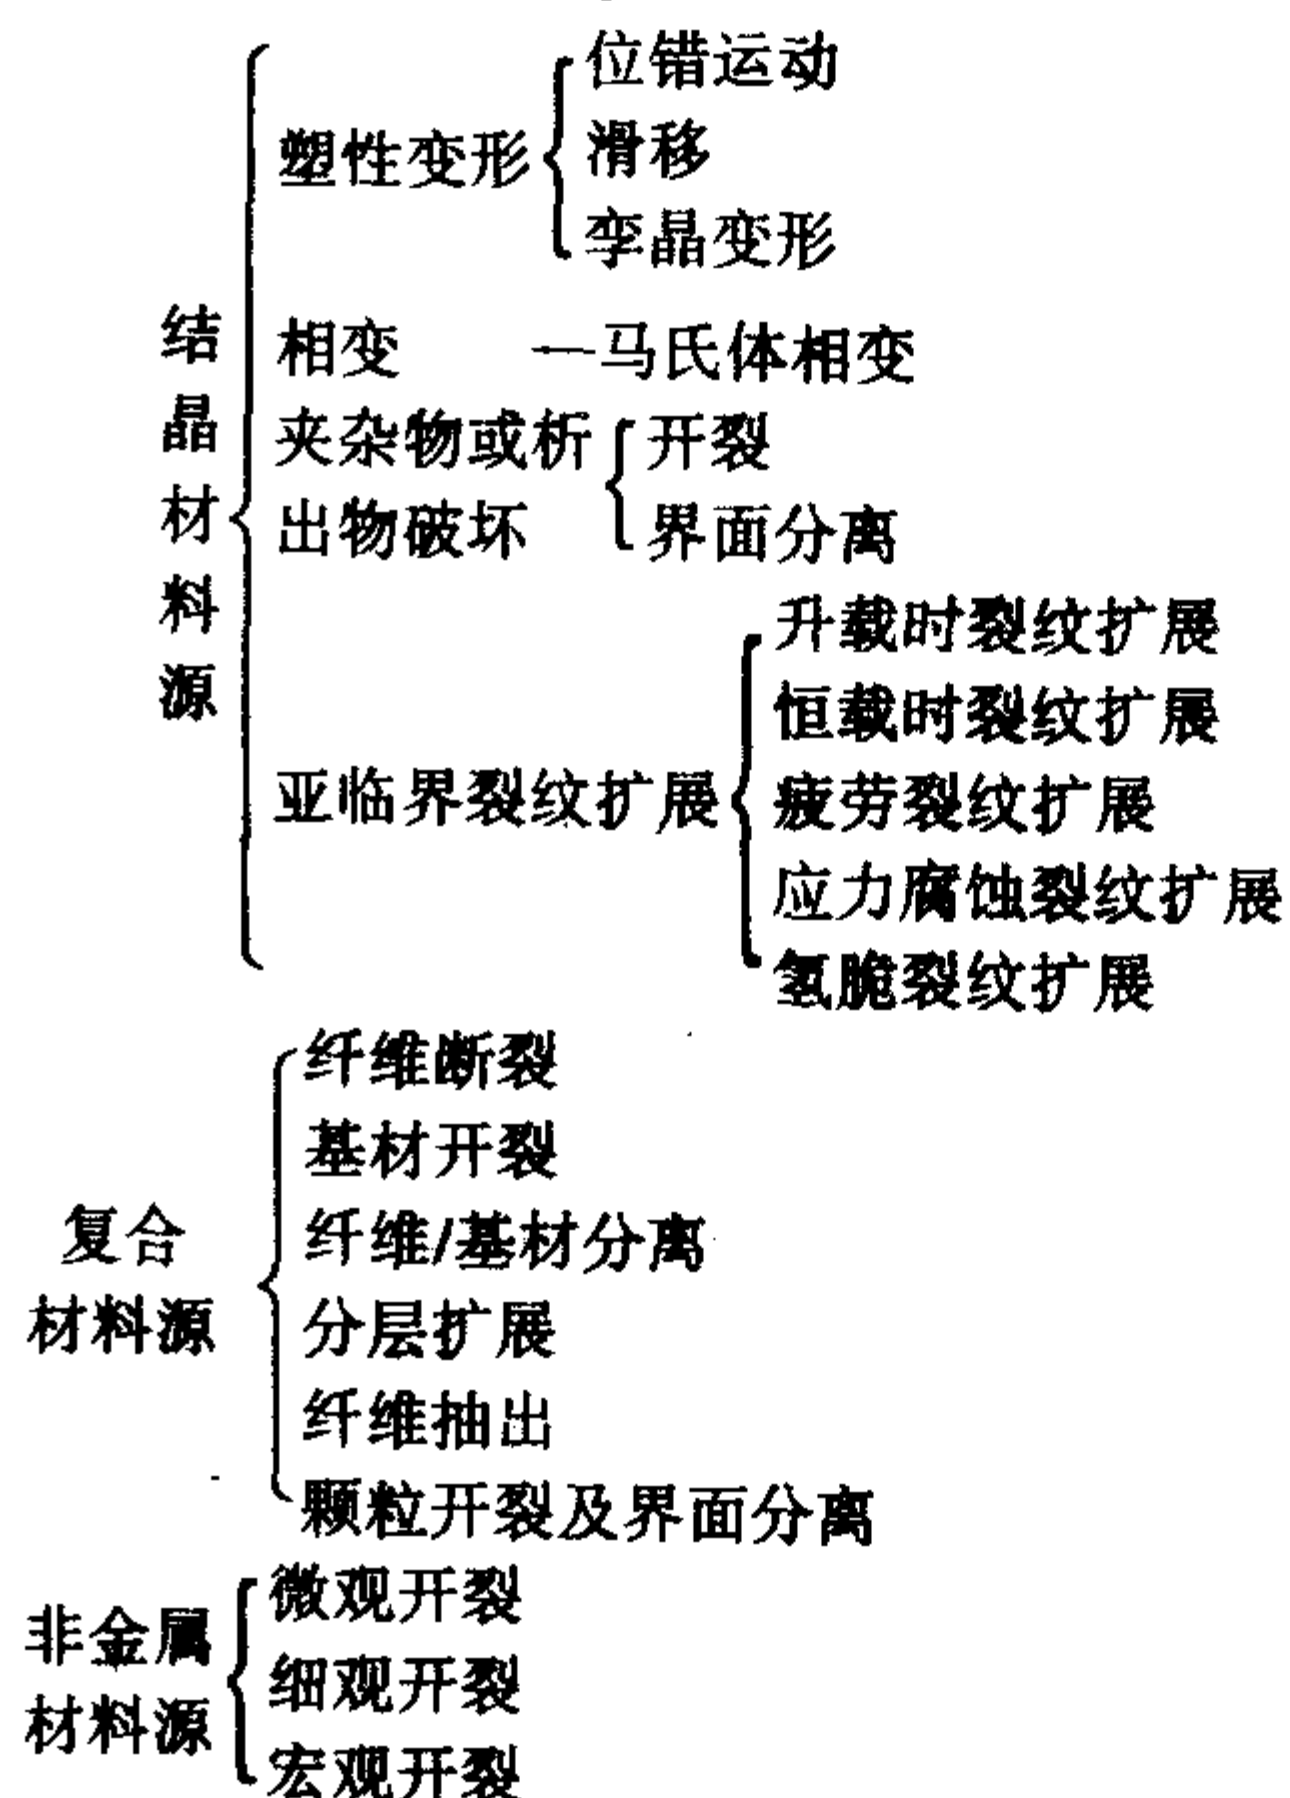 结晶材料源
塑性变形
位错运动
滑移
孪晶变形
相变 —马氏体相变
夹杂物或析
出物破坏
开裂
界面分离
亚临界裂纹扩展
升载时裂纹扩展
恒载时裂纹扩展
疲劳裂纹扩展
应力腐蚀裂纹扩展
氢脆裂纹扩展
复合
材料源
纤维断裂
基材开裂
纤维/基材分离
分层扩展
纤维抽出
颗粒开裂及界面分离
非金属
材料源
微观开裂
细观开裂
宏观开裂